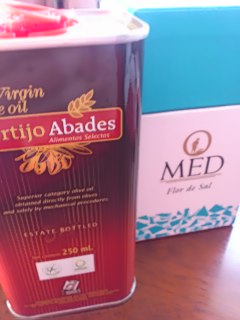 Virgin
e oil
rtijo Abades
Alimentos Selectos
Superior category olive oil
obtained directly from olives
and solely by mechanical procedures
ESTATE BOTTLED
250 ml.
MED
Flor de Sal